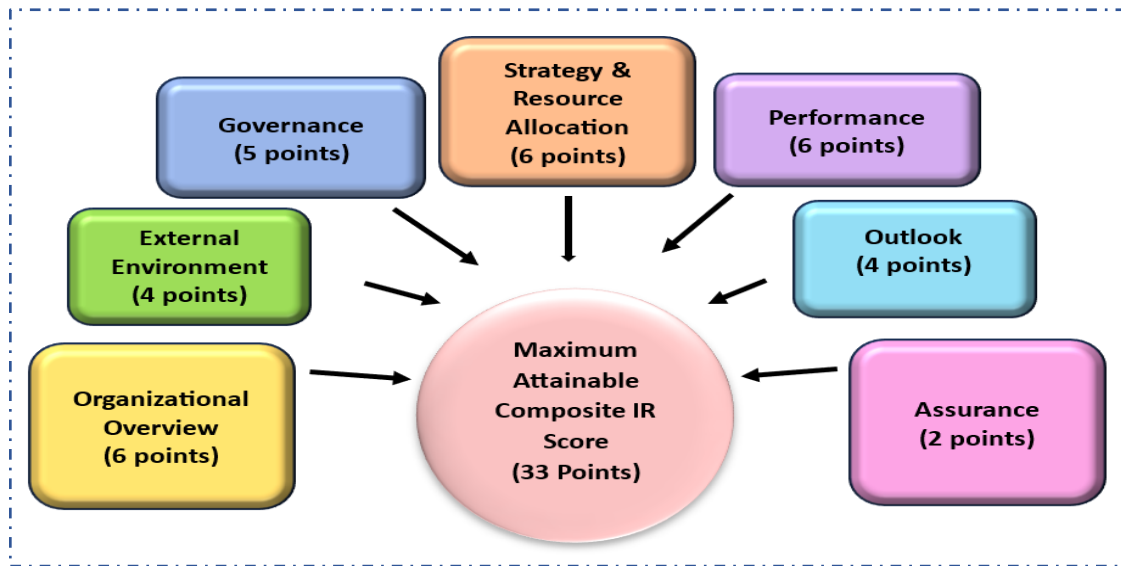 Strategy &
Resource
Allocation
(6 points)
Governance
(5 points)
Performance
(6 points)
External
Environment
(4 points)
Outlook
(4 points)
Organizational
Overview
(6 points)
Maximum
Attainable
Composite IR
Score
(33 Points)
Assurance
(2 points)